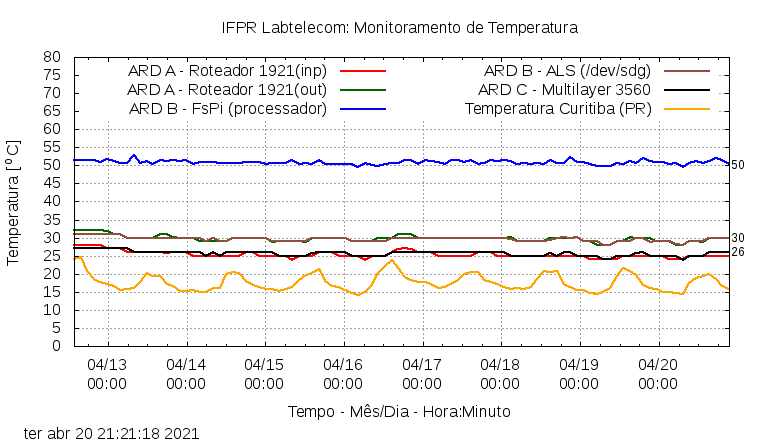 IFPR Labtelecom: Monitoramento de Temperatura
ARD A - Roteador 1921(inp)
ARD A - Roteador 1921(out)
ARD B - FsPi (processador)
ARD B - ALS (/dev/sdg)
ARD C - Multilayer 3560
Temperatura Curitiba (PR)
Temperatura [ º C]
80
75
70
65
60
55
50
45
40
35
30
25
20
15
10
5
0
50
30
26
04/13 04/14 04/15 04/16 04/17 04/18 04/19 04/20
00:00 00:00 00:00 00:00 00:00 00:00 00:00 00:00
Tempo - Mês/Dia - Hora:Minuto
ter abr 20 21:21:18 2021